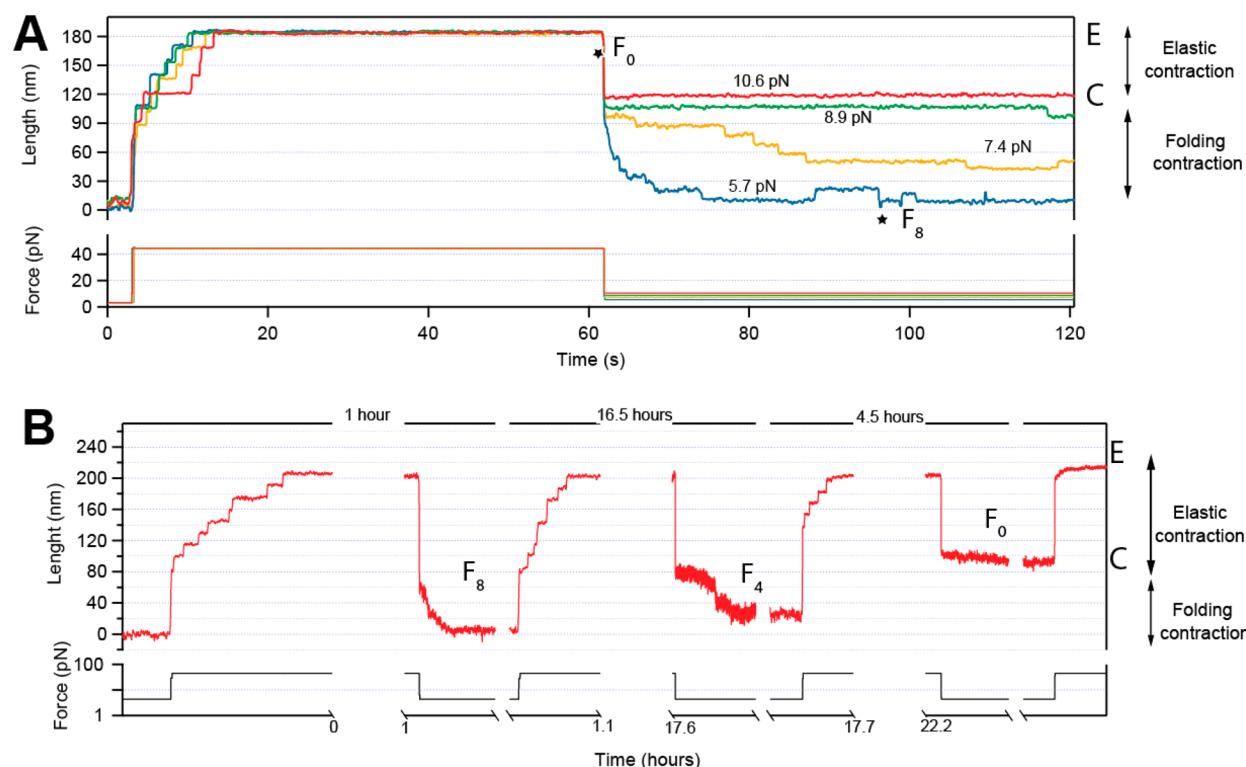 A
180
150
120
90
60
30
0
Length (nm)
★ F0
10.6 pN
8.9 pN
7.4 pN
5.7 pN
★ F8
E
C
Elastic
contraction
Folding
contraction
40
20
0
Force (pN)
0 20 40 60 80 100 120
Time (s)
B
1 hour 16.5 hours 4.5 hours
240
200
160
120
80
40
0
Lenght (nm)
F8
F4
F0
E
C
Elastic
contraction
Folding
contraction
100
1
Force (pN)
0 1 1.1 17.6 17.7 22.2
Time (hours)